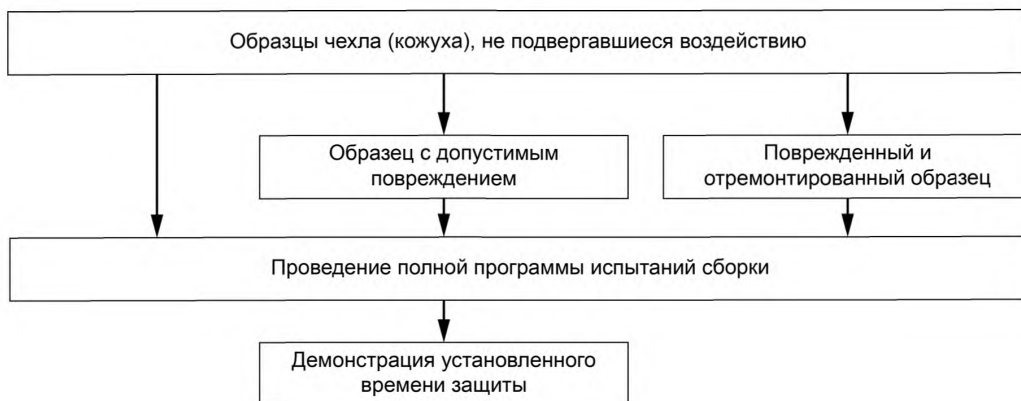 Образцы чехла (кожуха), не подвергавшиеся воздействию
Образец с допустимым
повреждением
Поврежденный и
отремонтированный образец
Проведение полной программы испытаний сборки
Демонстрация установленного
времени защиты